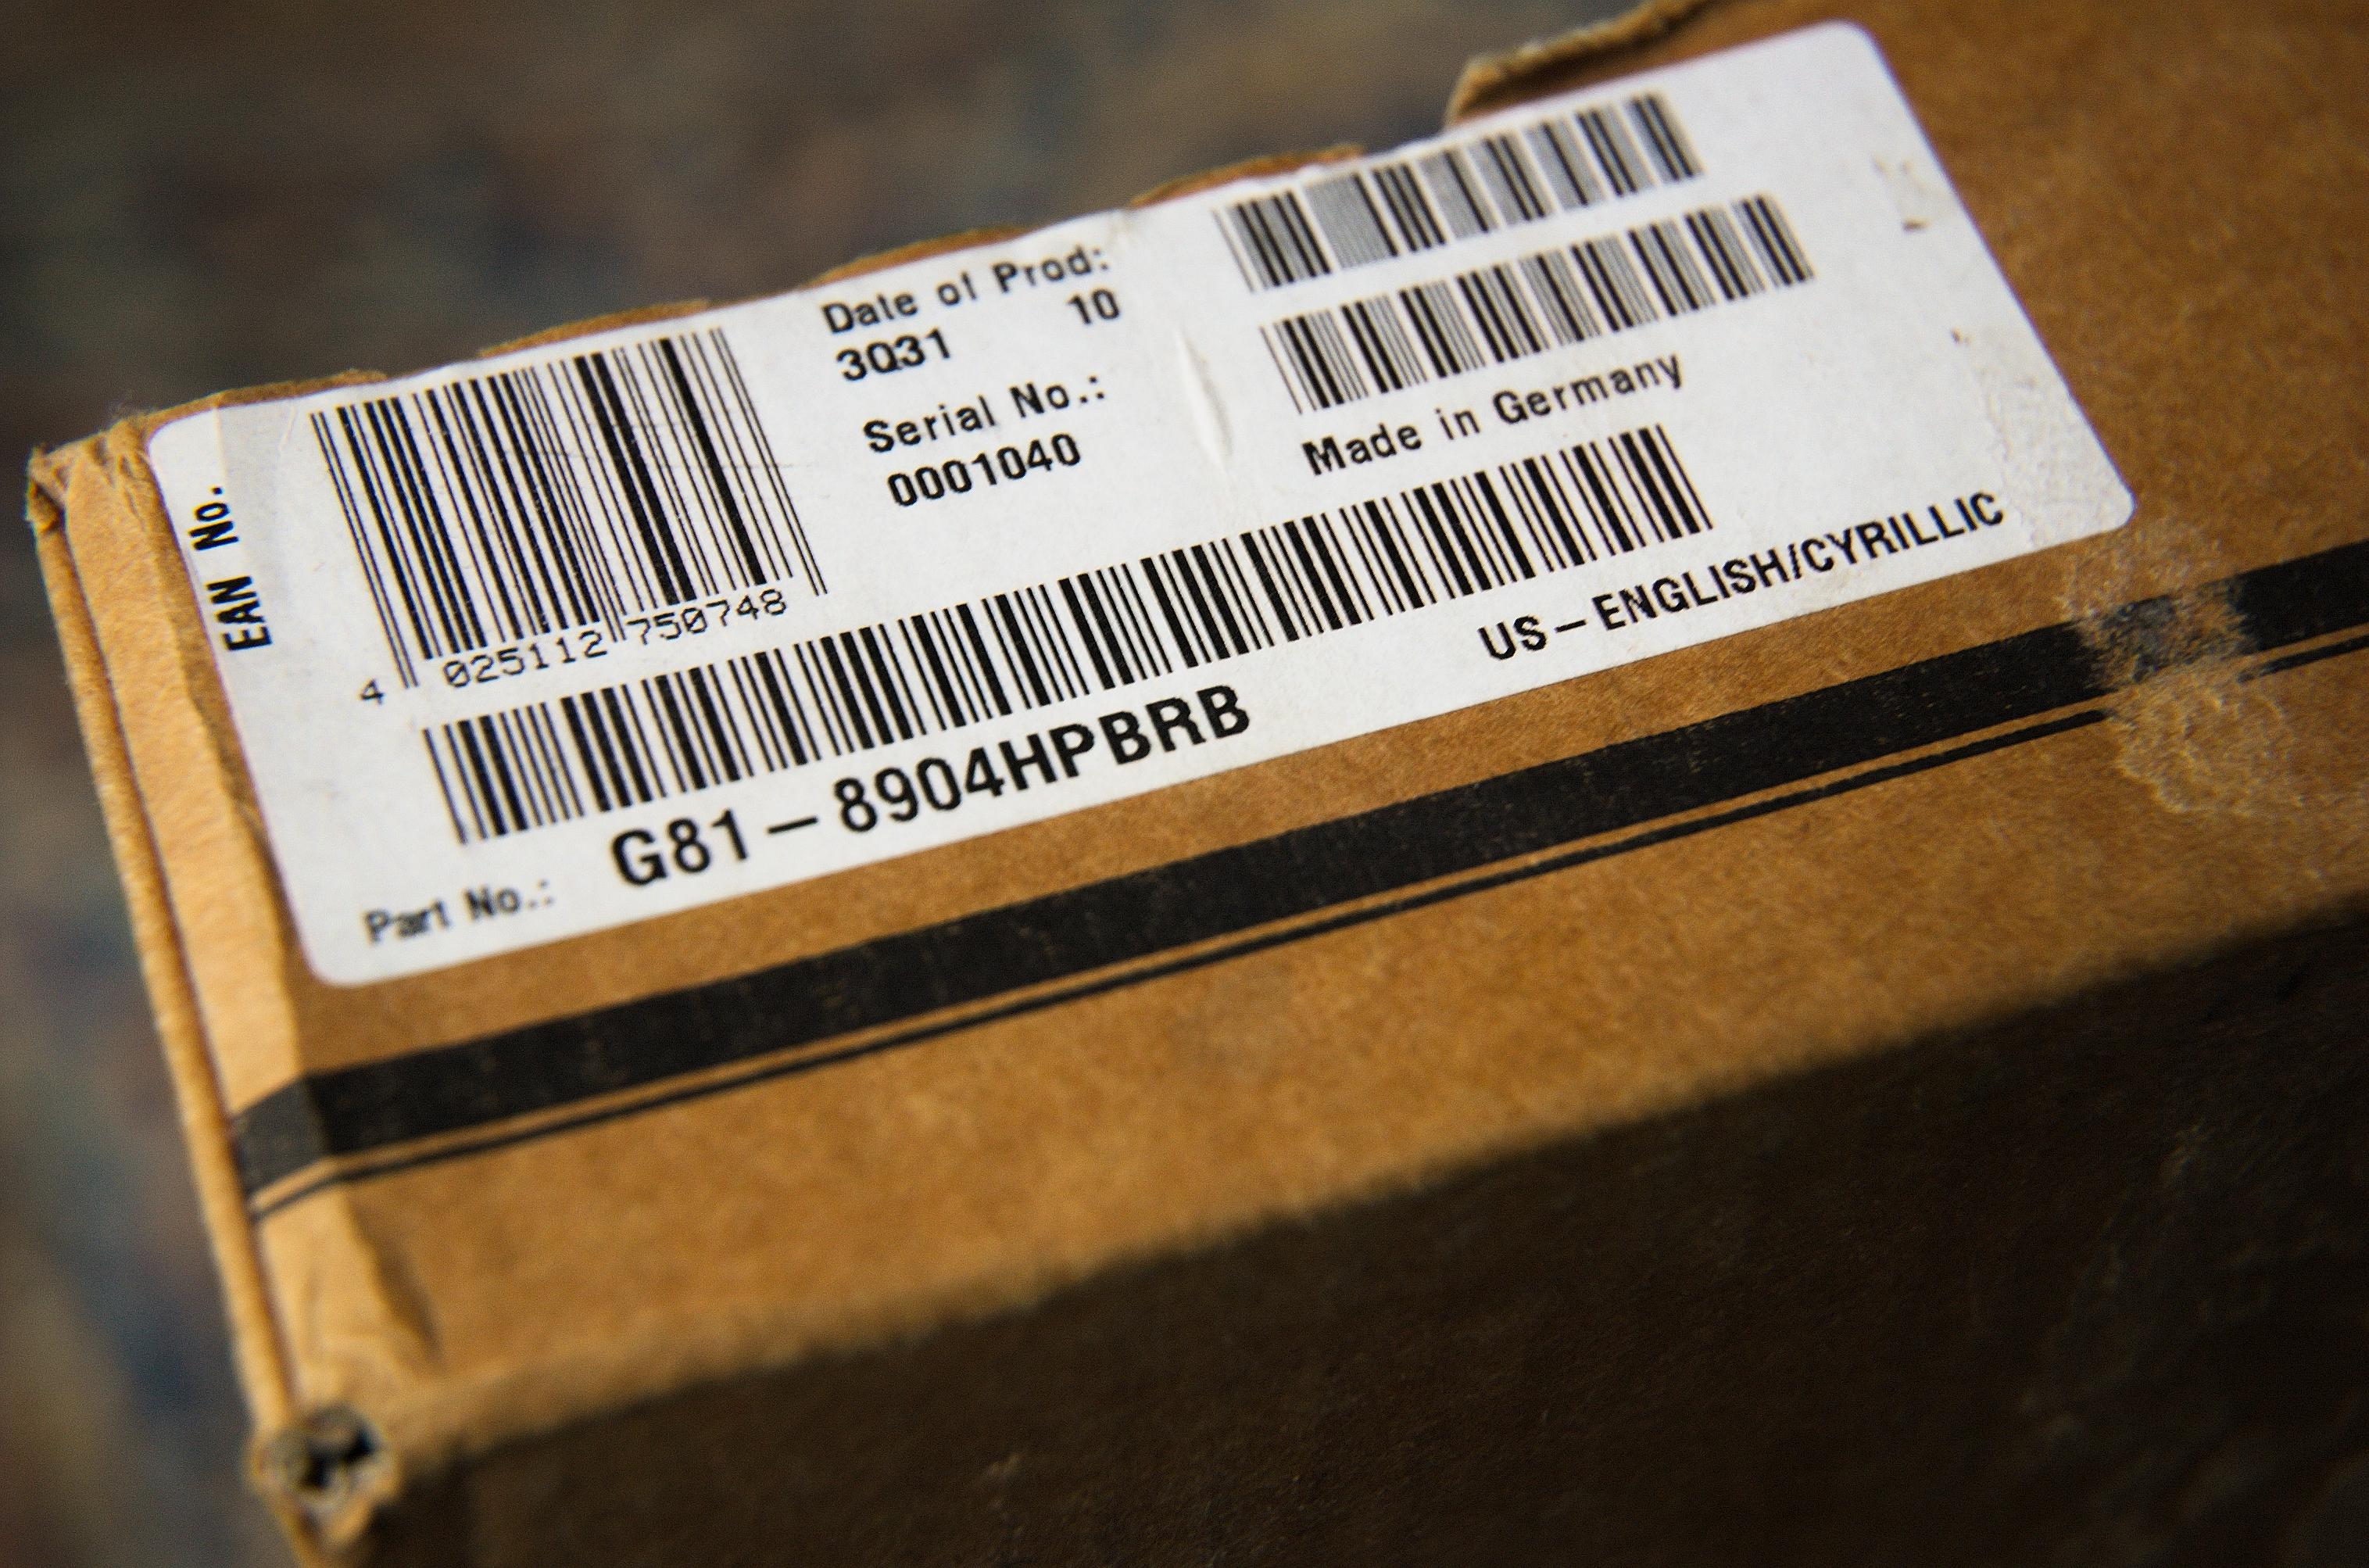 EAN No.
4 025112 750748
Date of Prod:
3Q31 10
Serial No.:
0001040
Made in Germany
US-ENGLISH/CYRILLIC
Part No.: G81-8904HPBRB